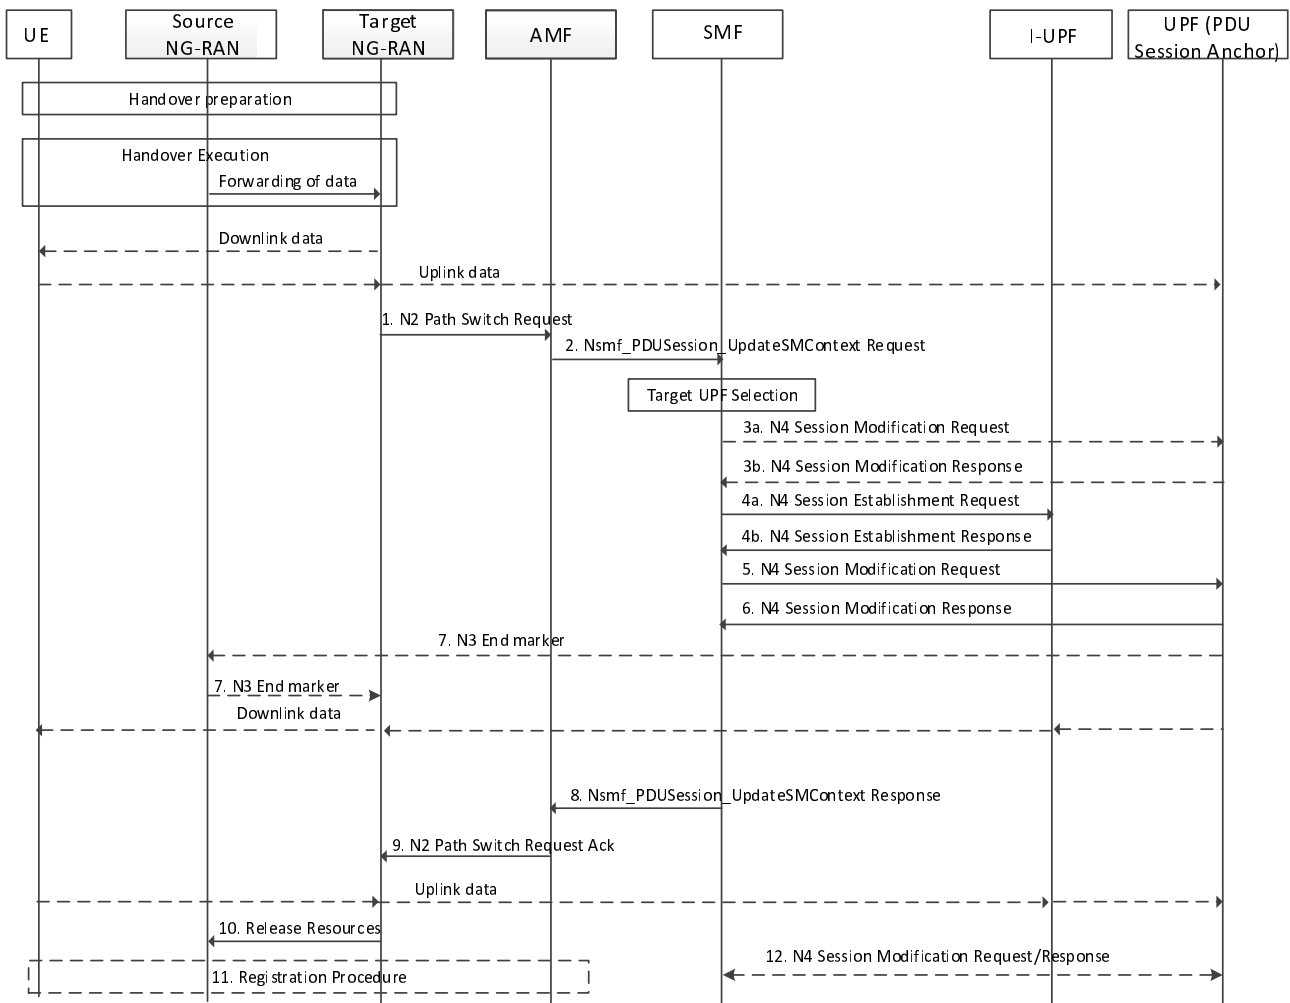 UE
Source
NG-RAN
Target
NG-RAN
AMF
SMF
I-UPF
UPF (PDU
Session Anchor)
Handover preparation
Handover Execution
Forwarding of data
Downlink data
Uplink data
1. N2 Path Switch Request
2. Nsmf_PDUSession_UpdateSMContext Request
Target UPF Selection
3a. N4 Session Modification Request
3b. N4 Session Modification Response
4a. N4 Session Establishment Request
4b. N4 Session Establishment Response
5. N4 Session Modification Request
6. N4 Session Modification Response
7. N3 End marker
7. N3 End marker
Downlink data
8. Nsmf_PDUSession_UpdateSMContext Response
9. N2 Path Switch Request Ack
Uplink data
10. Release Resources
12. N4 Session Modification Request/Response
11. Registration Procedure